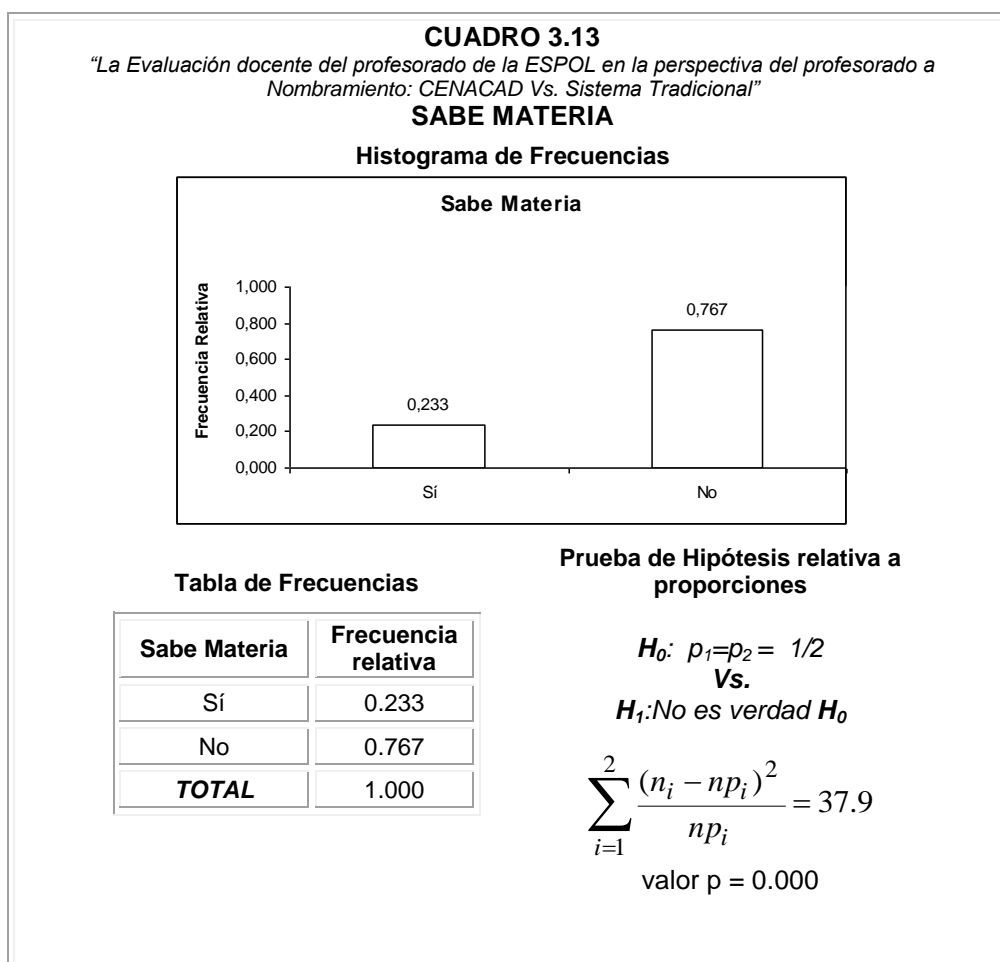 CUADRO 3.13
“La Evaluación docente del profesorado de la ESPOL en la perspectiva del profesorado a
Nombramiento: CENACAD Vs. Sistema Tradicional”
SABE MATERIA
Histograma de Frecuencias
Sabe Materia
Frecuencia Relativa
1,000
0,800
0,600
0,400
0,200
0,000
0,233
0,767
Sí
No
Tabla de Frecuencias
Sabe Materia Frecuencia relativa
Sí 0.233
No 0.767
TOTAL 1.000
Prueba de Hipótesis relativa a
proporciones
H₀: p₁=p₂ = 1/2
Vs.
H₁:No es verdad H₀
∑_{i=1}^{2} (n_i − np_i)² / np_i = 37.9
valor p = 0.000